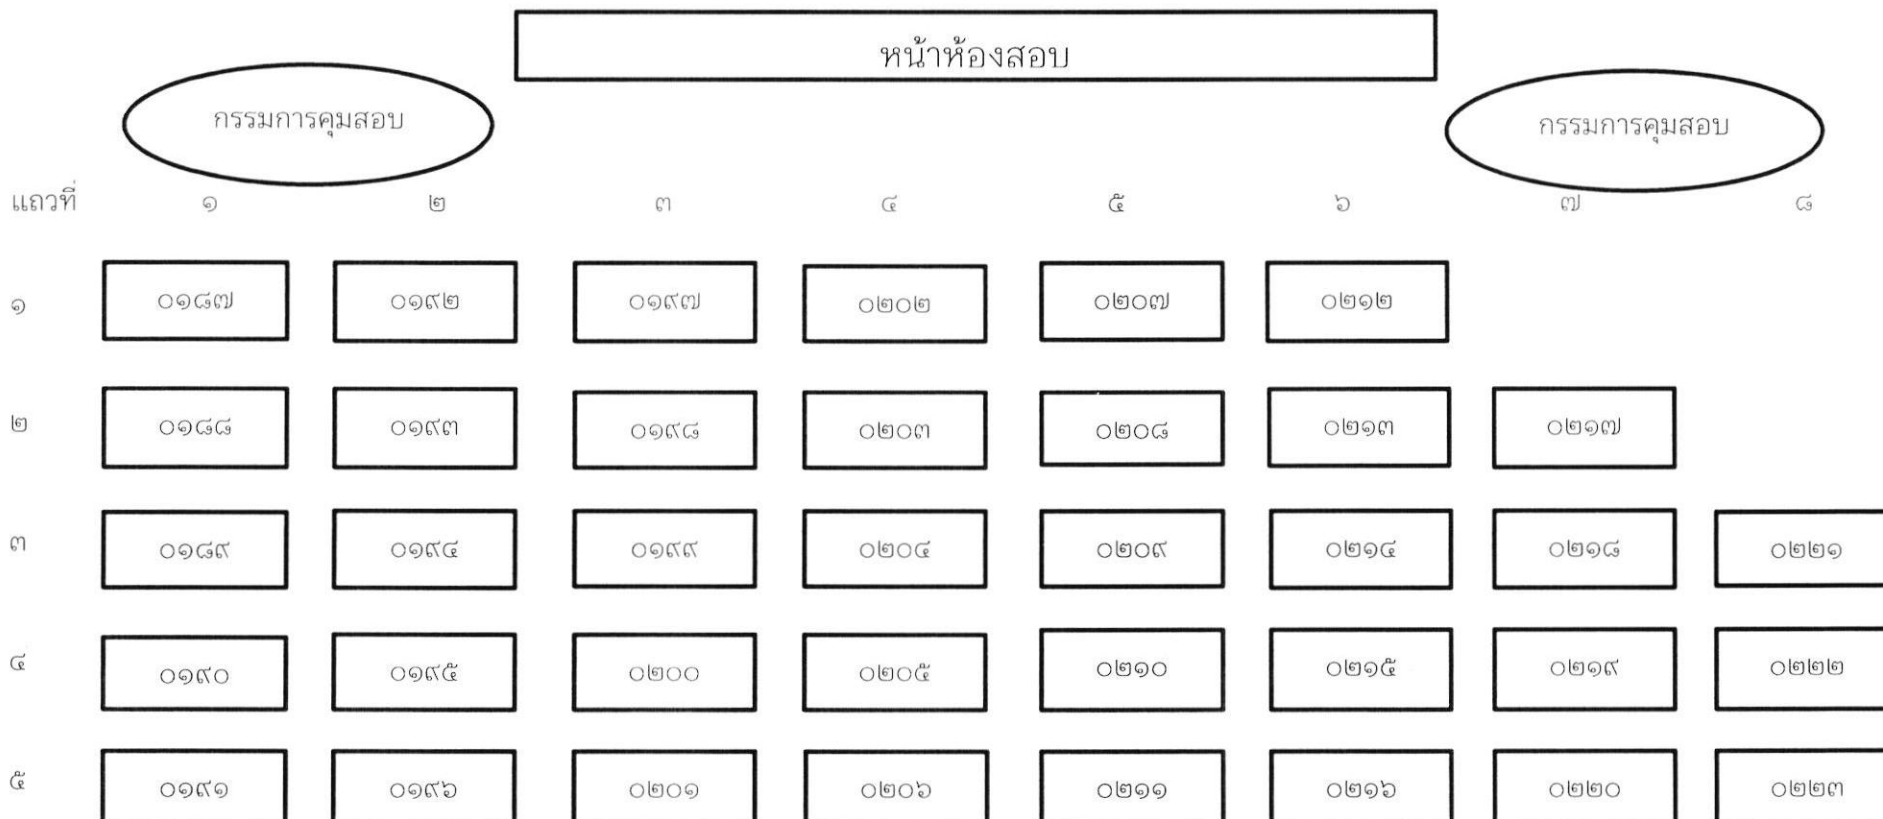 หน้าห้องสอบ
กรรมการคุมสอบ กรรมการคุมสอบ
แถวที่ ๑ ๒ ๓ ๔ ๕ ๖ ๗ ๘
๑ ๐๑๘๗ ๐๑๙๒ ๐๑๙๗ ๐๒๐๒ ๐๒๐๗ ๐๒๑๒
๒ ๐๑๘๘ ๐๑๙๓ ๐๑๙๘ ๐๒๐๓ ๐๒๐๘ ๐๒๑๓ ๐๒๑๗
๓ ๐๑๘๙ ๐๑๙๔ ๐๑๙๙ ๐๒๐๔ ๐๒๐๙ ๐๒๑๔ ๐๒๑๘ ๐๒๒๑
๔ ๐๑๙๐ ๐๑๙๕ ๐๒๐๐ ๐๒๐๕ ๐๒๑๐ ๐๒๑๕ ๐๒๑๙ ๐๒๒๒
๕ ๐๑๙๑ ๐๑๙๖ ๐๒๐๑ ๐๒๐๖ ๐๒๑๑ ๐๒๑๖ ๐๒๒๐ ๐๒๒๓